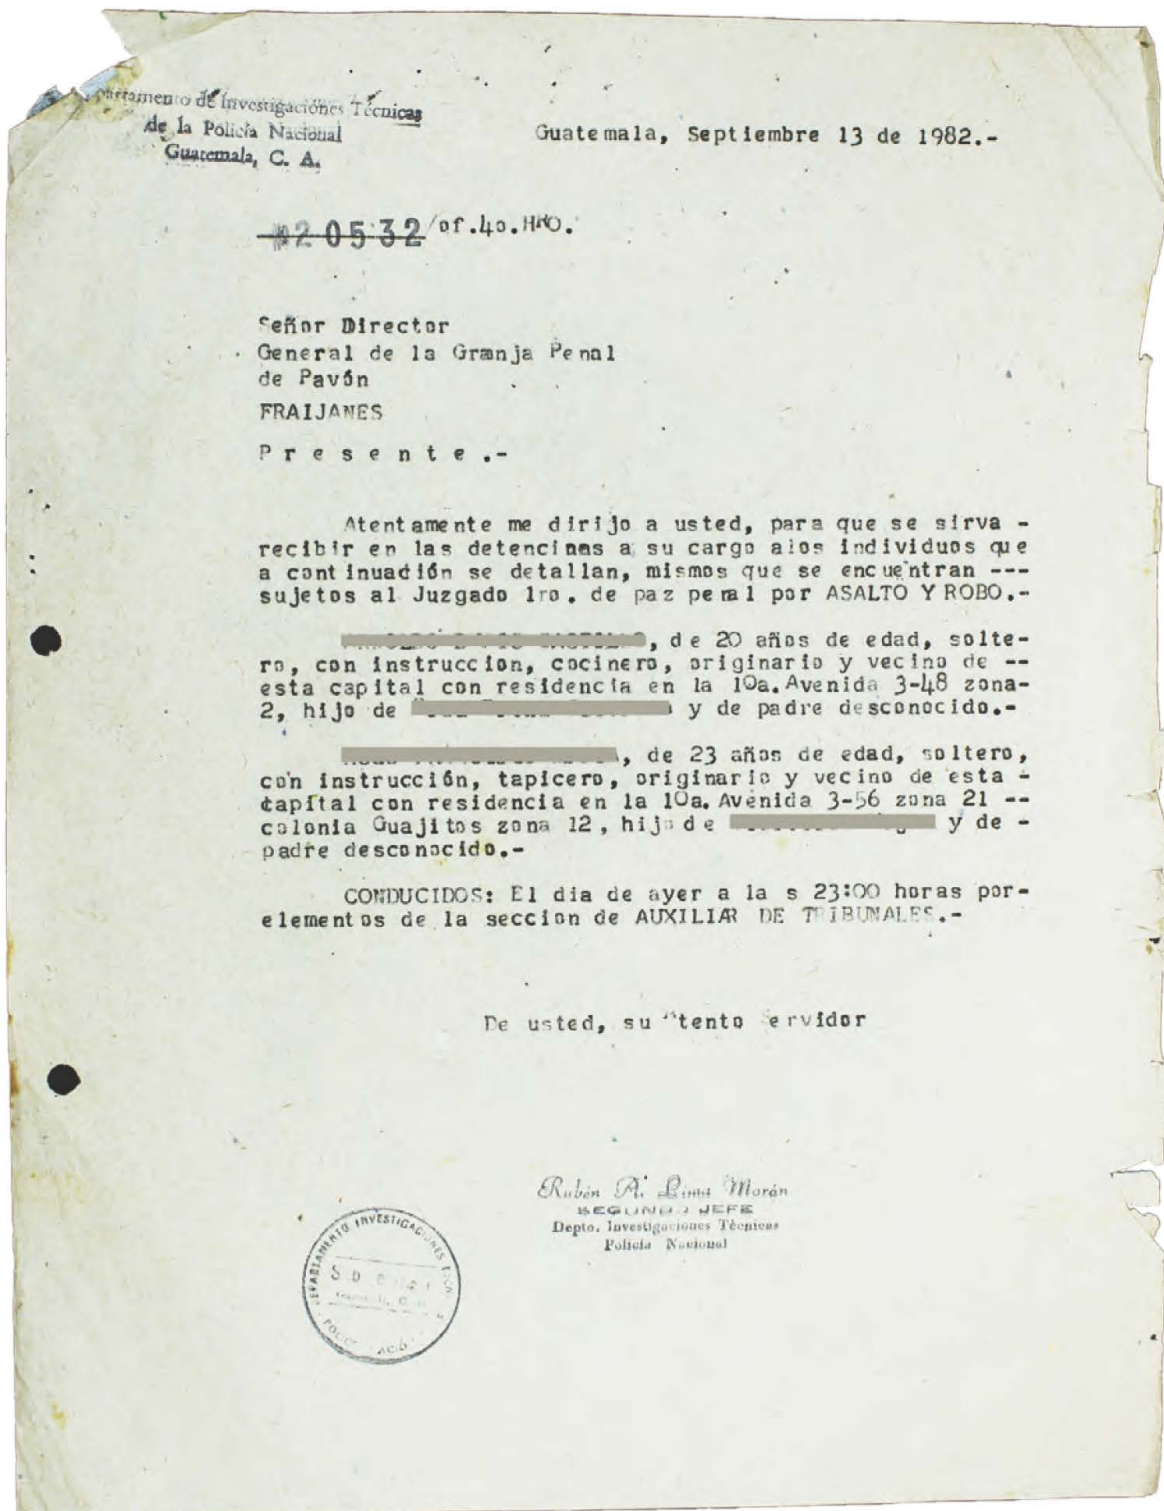 Departamento de Investigaciónes Técnicas
de la Policía Nacional
Guatemala, C. A.
Guatemala, Septiembre 13 de 1982.-
20532/of.4o.HRO.
Señor Director
General de la Granja Penal
de Pavón
FRAIJANES
P r e s e n t e .-
Atentamente me dirijo a usted, para que se sirva -
recibir en las detencines a su cargo alos individuos que
a continuadión se detallan, mismos que se encuentran ---
sujetos al Juzgado 1ro. de paz penal por ASALTO Y ROBO.-
, de 20 años de edad, solte-
ro, con instruccion, cocinero, originario y vecino de --
esta capital con residencia en la 10a. Avenida 3-48 zona-
2, hijo de y de padre desconocido.-
, de 23 años de edad, soltero,
con instrucción, tapicero, originario y vecino de esta -
capital con residencia en la 10a. Avenida 3-56 zona 21 --
colonia Guajitos zona 12, hijo de y de -
padre desconocido.-
CONDUCIDOS: El dia de ayer a la s 23:00 horas por-
elementos de la seccion de AUXILIAR DE TRIBUNALES.-
De usted, su Atento Servidor
Rubén A. Lima Morán
SEGUNDO JEFE
Depto. Investigaciones Técnicas
Policía Nacional
DEPARTAMENTO INVESTIGACIONES